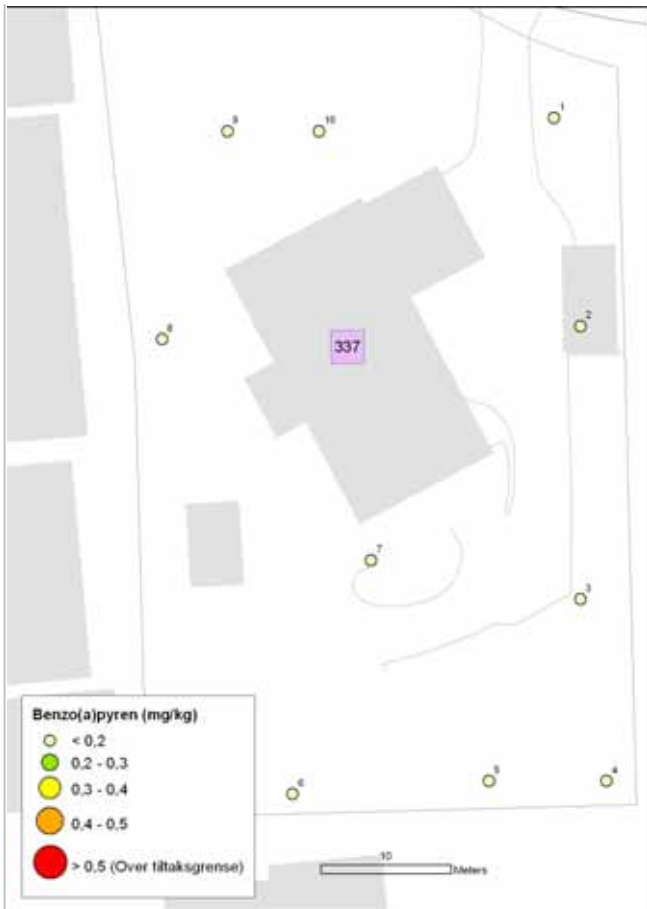 1
9
10
2
8
337
7
3
5
4
6
Benzo(a)pyren (mg/kg)
< 0,2
0,2 - 0,3
0,3 - 0,4
0,4 - 0,5
> 0,5 (Over tiltaksgrense)
10
Meters